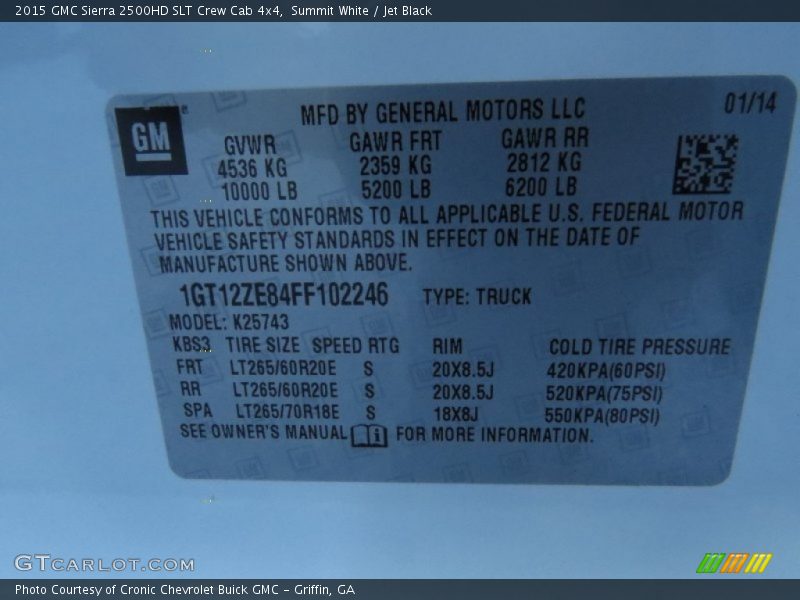 2015 GMC Sierra 2500HD SLT Crew Cab 4x4, Summit White / Jet Black
GM ®
MFD BY GENERAL MOTORS LLC 01/14
GVWR GAWR FRT GAWR RR
4536 KG 2359 KG 2812 KG
10000 LB 5200 LB 6200 LB
THIS VEHICLE CONFORMS TO ALL APPLICABLE U.S. FEDERAL MOTOR
VEHICLE SAFETY STANDARDS IN EFFECT ON THE DATE OF
MANUFACTURE SHOWN ABOVE.
1GT12ZE84FF102246 TYPE: TRUCK
MODEL: K25743
KBS3 TIRE SIZE SPEED RTG RIM COLD TIRE PRESSURE
FRT LT265/60R20E S 20X8.5J 420KPA(60PSI)
RR LT265/60R20E S 20X8.5J 520KPA(75PSI)
SPA LT265/70R18E S 18X8J 550KPA(80PSI)
SEE OWNER'S MANUAL i FOR MORE INFORMATION.
GTCARLOT.COM
Photo Courtesy of Cronic Chevrolet Buick GMC – Griffin, GA